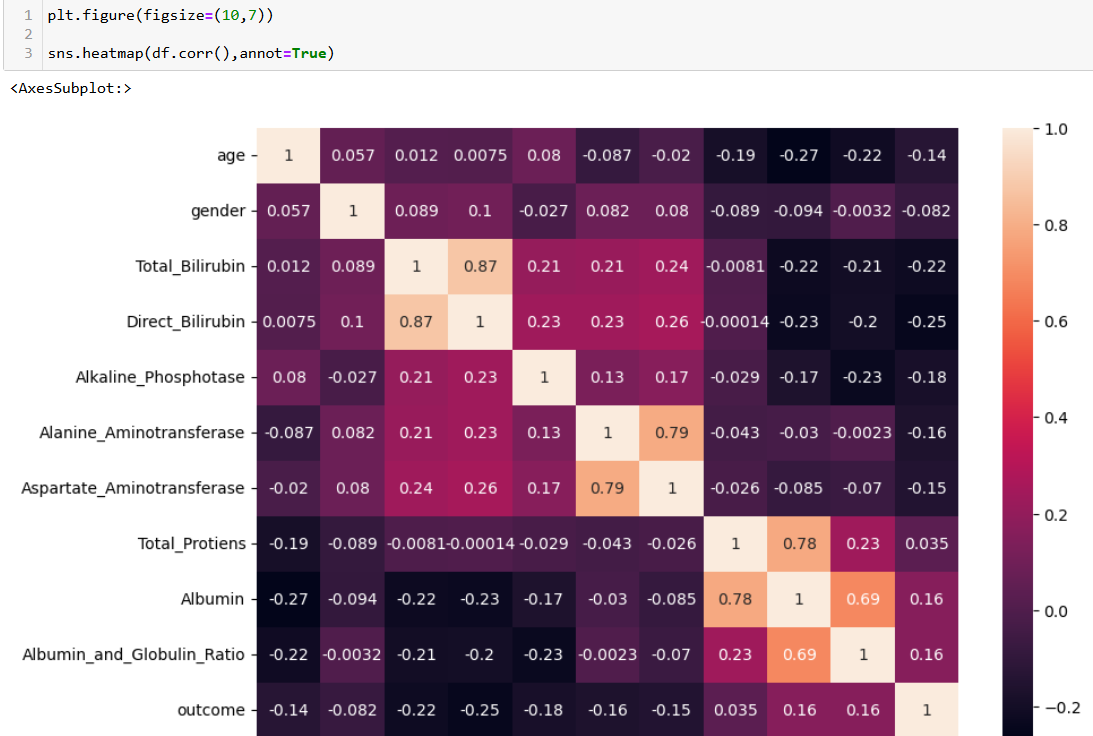 1 plt.figure(figsize=(10,7))
2
3 sns.heatmap(df.corr(),annot=True)
<AxesSubplot:>
age 1 0.057 0.012 0.0075 0.08 -0.087 -0.02 -0.19 -0.27 -0.22 -0.14 1.0
gender 0.057 1 0.089 0.1 -0.027 0.082 0.08 -0.089 -0.094 -0.0032 -0.082 0.8
Total_Bilirubin 0.012 0.089 1 0.87 0.21 0.21 0.24 -0.0081 -0.22 -0.21 -0.22
Direct_Bilirubin 0.0075 0.1 0.87 1 0.23 0.23 0.26 -0.00014 -0.23 -0.2 -0.25 0.6
Alkaline_Phosphotase 0.08 -0.027 0.21 0.23 1 0.13 0.17 -0.029 -0.17 -0.23 -0.18
Alanine_Aminotransferase -0.087 0.082 0.21 0.23 0.13 1 0.79 -0.043 -0.03 -0.0023 -0.16 0.4
Aspartate_Aminotransferase -0.02 0.08 0.24 0.26 0.17 0.79 1 -0.026 -0.085 -0.07 -0.15
Total_Protiens -0.19 -0.089 -0.0081 -0.00014 -0.029 -0.043 -0.026 1 0.78 0.23 0.035 0.2
Albumin -0.27 -0.094 -0.22 -0.23 -0.17 -0.03 -0.085 0.78 1 0.69 0.16 0.0
Albumin_and_Globulin_Ratio -0.22 -0.0032 -0.21 -0.2 -0.23 -0.0023 -0.07 0.23 0.69 1 0.16
outcome -0.14 -0.082 -0.22 -0.25 -0.18 -0.16 -0.15 0.035 0.16 0.16 1 −0.2